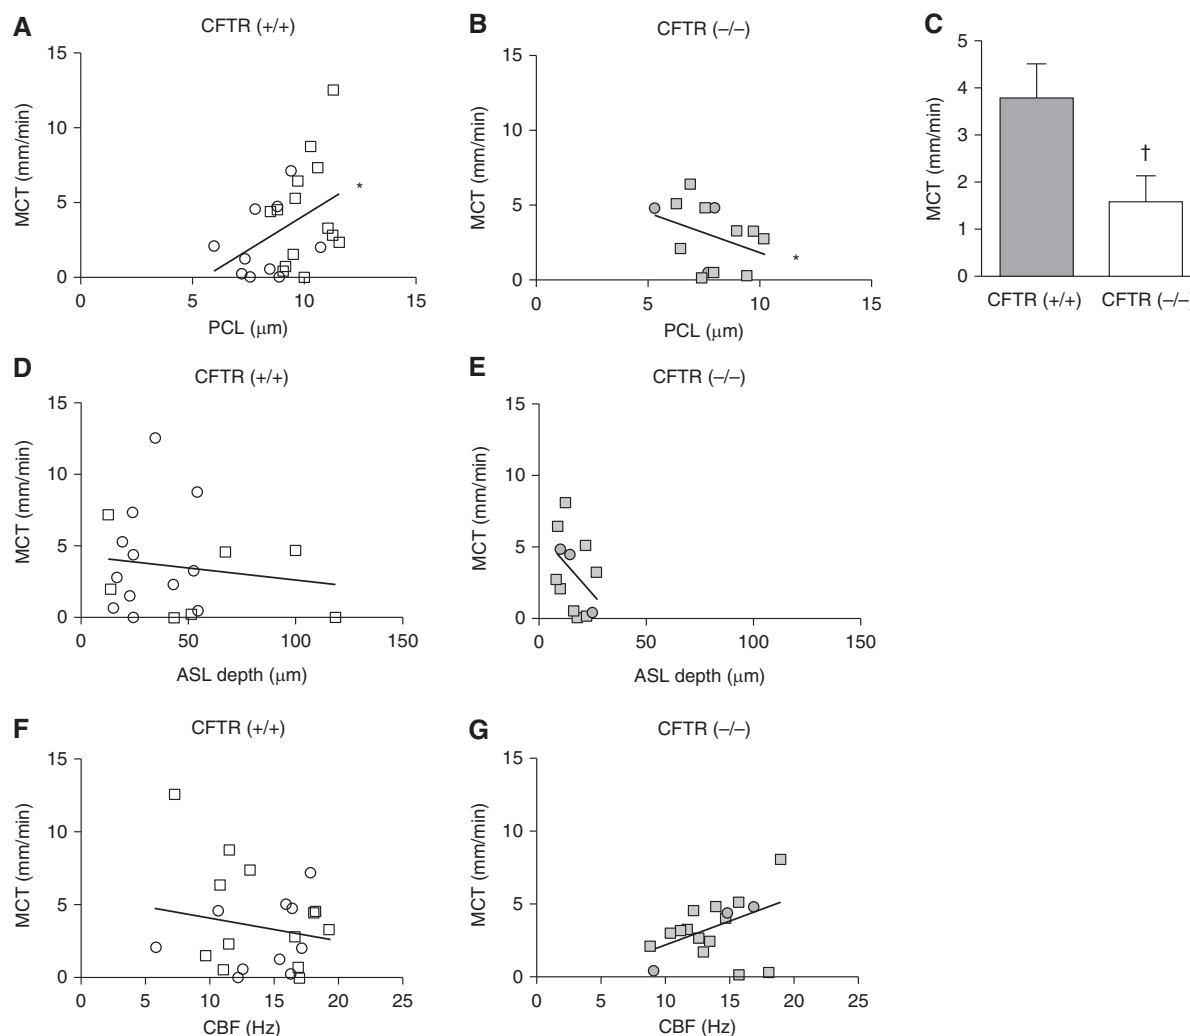 A
CFTR (+/+)
15
10
5
0
MCT (mm/min)
*
0
5
10
15
PCL (μm)
B
CFTR (–/–)
15
10
5
0
MCT (mm/min)
*
0
5
10
15
PCL (μm)
C
5
4
3
2
1
0
MCT (mm/min)
†
CFTR (+/+)
CFTR (–/–
D
CFTR (+/+)
15
10
5
0
MCT (mm/min)
0
50
100
150
ASL depth (μm)
E
CFTR (–/–)
15
10
5
0
MCT (mm/min)
0
50
100
150
ASL depth (μm)
F
CFTR (+/+)
15
10
5
0
MCT (mm/min)
0
5
10
15
20
25
CBF (Hz)
G
CFTR (–/–)
15
10
5
0
MCT (mm/min)
0
5
10
15
20
25
CBF (Hz)